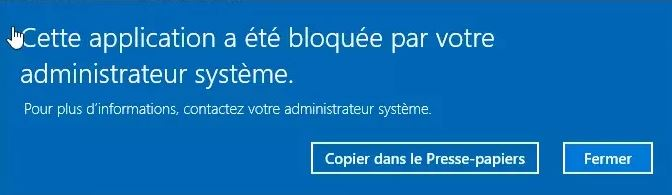 Cette application a été bloquée par votre
administrateur système.
Pour plus d’informations, contactez votre administrateur système.
Copier dans le Presse-papiers
Fermer